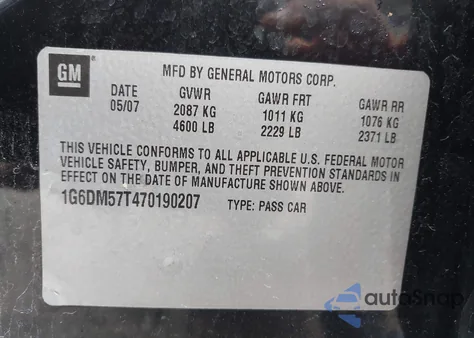 GM
MFD BY GENERAL MOTORS CORP.
DATE GVWR GAWR FRT GAWR RR
05/07 2087 KG 1011 KG 1076 KG
4600 LB 2229 LB 2371 LB
THIS VEHICLE CONFORMS TO ALL APPLICABLE U.S. FEDERAL MOTOR
VEHICLE SAFETY, BUMPER, AND THEFT PREVENTION STANDARDS IN
EFFECT ON THE DATE OF MANUFACTURE SHOWN ABOVE.
1G6DM57T470190207 TYPE: PASS CAR
autoSnap